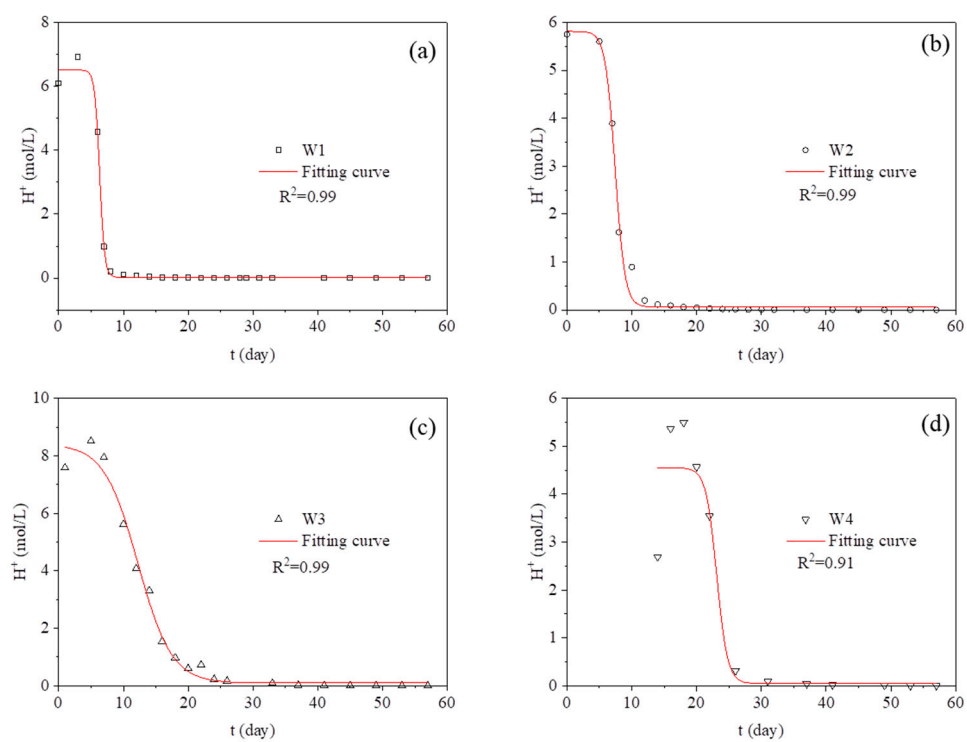 (a)
8
6
4
2
0
H⁺ (mol/L)
W1
Fitting curve
R²=0.99
0 10 20 30 40 50 60
t (day)
(b)
6
5
4
3
2
1
0
H⁺ (mol/L)
W2
Fitting curve
R²=0.99
0 10 20 30 40 50 60
t (day)
(c)
10
8
6
4
2
0
H⁺ (mol/L)
W3
Fitting curve
R²=0.99
0 10 20 30 40 50 60
t (day)
(d)
6
5
4
3
2
1
0
H⁺ (mol/L)
W4
Fitting curve
R²=0.91
0 10 20 30 40 50 60
t (day)